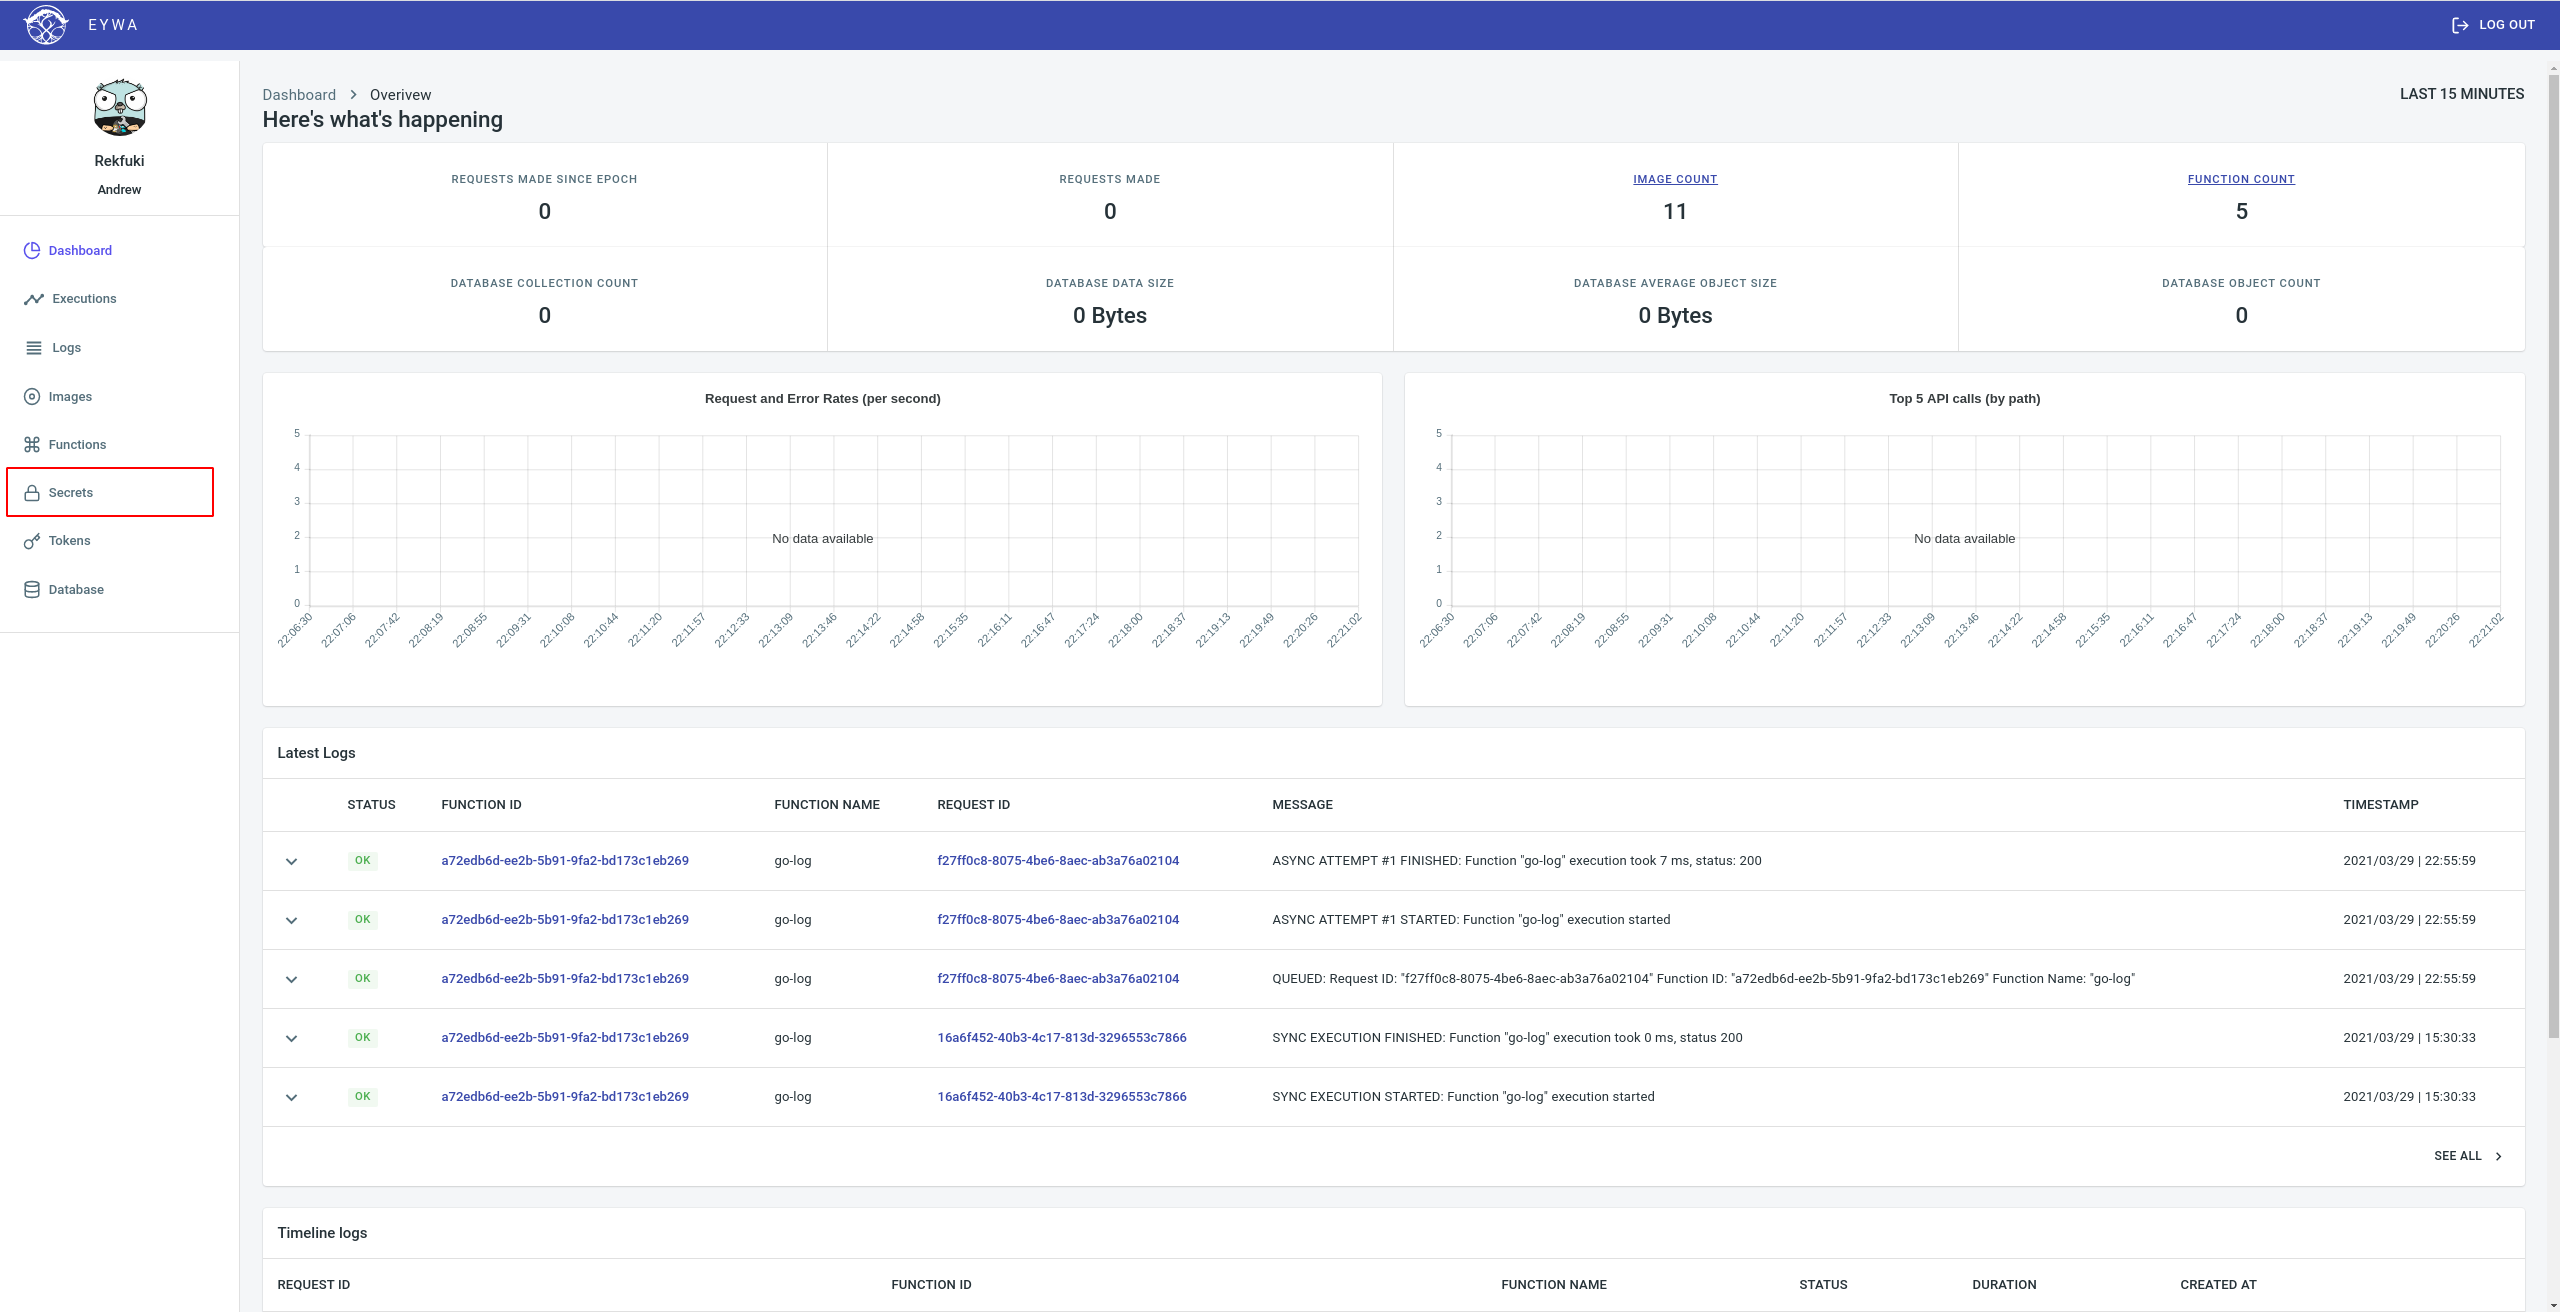 EYWA
LOG OUT
Rekfuki
Andrew
Dashboard
Executions
Logs
Images
Functions
Secrets
Tokens
Database
Dashboard > Overivew
LAST 15 MINUTES
Here's what's happening
REQUESTS MADE SINCE EPOCH
0
REQUESTS MADE
0
IMAGE COUNT
11
FUNCTION COUNT
5
DATABASE COLLECTION COUNT
0
DATABASE DATA SIZE
0 Bytes
DATABASE AVERAGE OBJECT SIZE
0 Bytes
DATABASE OBJECT COUNT
0
Request and Error Rates (per second)
5
4
3
2
1
0
No data available
22:06:30 22:07:06 22:07:42 22:08:19 22:08:55 22:09:31 22:10:08 22:10:44 22:11:20 22:11:57 22:12:33 22:13:09 22:13:46 22:14:22 22:14:58 22:15:35 22:16:11 22:16:47 22:17:24 22:18:00 22:18:37 22:19:13 22:19:49 22:20:26 22:21:02
Top 5 API calls (by path)
5
4
3
2
1
0
No data available
22:06:30 22:07:06 22:07:42 22:08:19 22:08:55 22:09:31 22:10:08 22:10:44 22:11:20 22:11:57 22:12:33 22:13:09 22:13:46 22:14:22 22:14:58 22:15:35 22:16:11 22:16:47 22:17:24 22:18:00 22:18:37 22:19:13 22:19:49 22:20:26 22:21:02
Latest Logs
STATUS FUNCTION ID FUNCTION NAME REQUEST ID MESSAGE TIMESTAMP
OK a72edb6d-ee2b-5b91-9fa2-bd173c1eb269 go-log f27ff0c8-8075-4be6-8aec-ab3a76a02104 ASYNC ATTEMPT #1 FINISHED: Function "go-log" execution took 7 ms, status: 200 2021/03/29 | 22:55:59
OK a72edb6d-ee2b-5b91-9fa2-bd173c1eb269 go-log f27ff0c8-8075-4be6-8aec-ab3a76a02104 ASYNC ATTEMPT #1 STARTED: Function "go-log" execution started 2021/03/29 | 22:55:59
OK a72edb6d-ee2b-5b91-9fa2-bd173c1eb269 go-log f27ff0c8-8075-4be6-8aec-ab3a76a02104 QUEUED: Request ID: "f27ff0c8-8075-4be6-8aec-ab3a76a02104" Function ID: "a72edb6d-ee2b-5b91-9fa2-bd173c1eb269" Function Name: "go-log" 2021/03/29 | 22:55:59
OK a72edb6d-ee2b-5b91-9fa2-bd173c1eb269 go-log 16a6f452-40b3-4c17-813d-3296553c7866 SYNC EXECUTION FINISHED: Function "go-log" execution took 0 ms, status 200 2021/03/29 | 15:30:33
OK a72edb6d-ee2b-5b91-9fa2-bd173c1eb269 go-log 16a6f452-40b3-4c17-813d-3296553c7866 SYNC EXECUTION STARTED: Function "go-log" execution started 2021/03/29 | 15:30:33
SEE ALL >
Timeline logs
REQUEST ID FUNCTION ID FUNCTION NAME STATUS DURATION CREATED AT